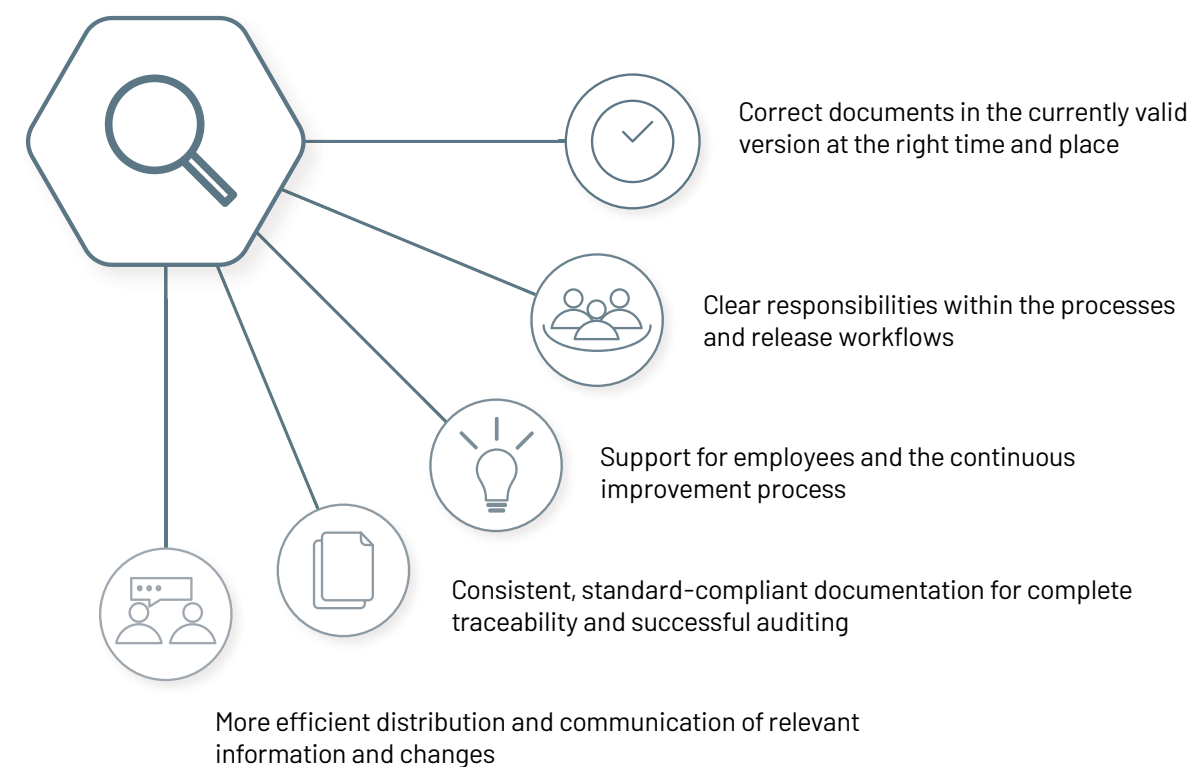 Correct documents in the currently valid
version at the right time and place
Clear responsibilities within the processes
and release workflows
Support for employees and the continuous
improvement process
Consistent, standard-compliant documentation for complete
traceability and successful auditing
More efficient distribution and communication of relevant
information and changes